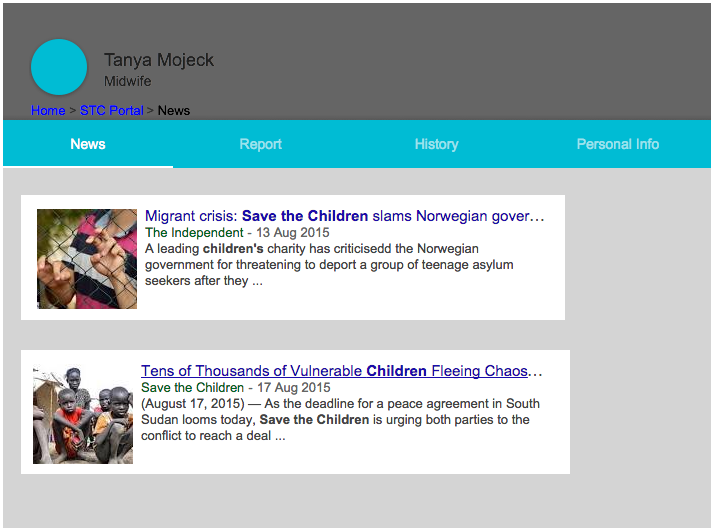 Tanya Mojeck
Midwife
Home > STC Portal > News
News Report History Personal Info
Migrant crisis: Save the Children slams Norwegian gover...
The Independent - 13 Aug 2015
A leading children's charity has criticisedd the Norwegian
government for threatening to deport a group of teenage asylum
seekers after they ...
Tens of Thousands of Vulnerable Children Fleeing Chaos...
Save the Children - 17 Aug 2015
(August 17, 2015) — As the deadline for a peace agreement in South
Sudan looms today, Save the Children is urging both parties to the
conflict to reach a deal ...